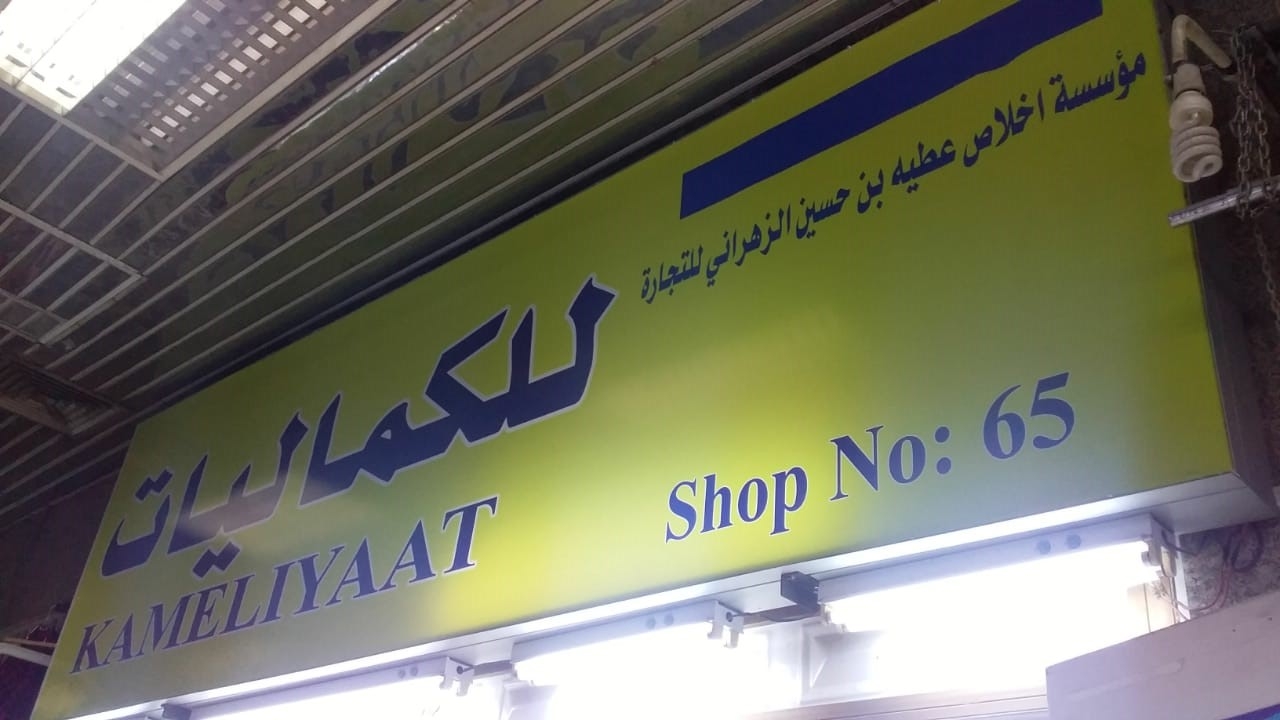 مؤسسة اخلاص عطيه بن حسين الزهراني للتجارة
للكماليات
KAMELIYAAT
Shop No: 65